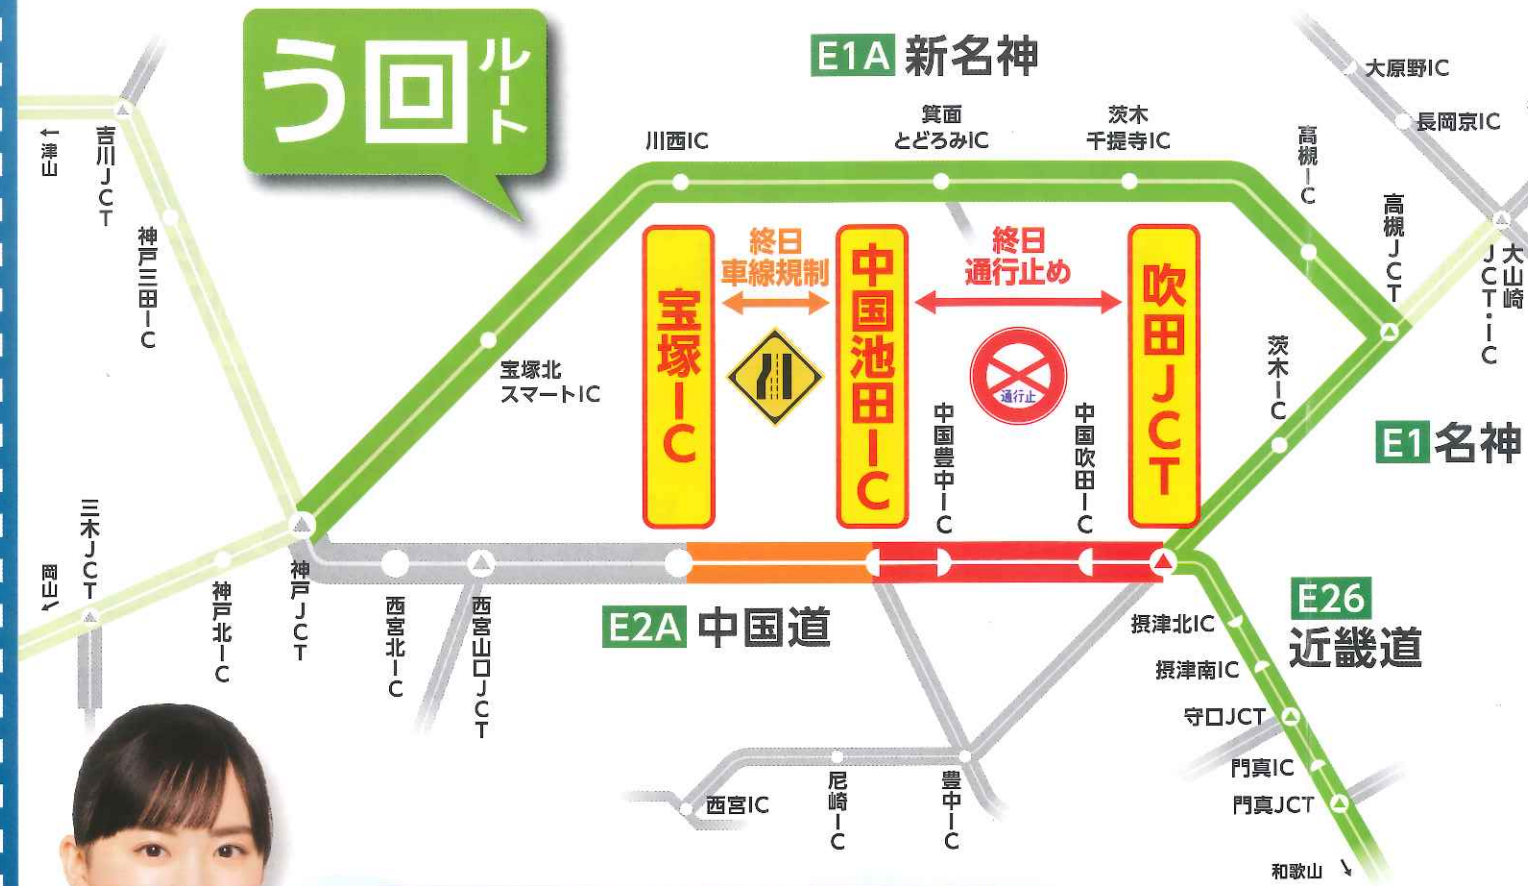 う回
ルート
E1A 新名神
川西IC
箕面
とどろみIC
茨木
千提寺IC
高槻IC
高槻JCT
大原野IC
長岡京IC
大山崎
JCT・IC
←津山
吉川JCT
神戸三田IC
宝塚北
スマートIC
宝塚IC
終日
車線規制
中国池田IC
終日
通行止め
通行止
中国豊中IC
中国吹田IC
吹田JCT
茨木IC
E1 名神
三木JCT
岡山
神戸北IC
神戸JCT
西宮北IC
西宮山口JCT
E2A 中国道
E26
近畿道
摂津北IC
摂津南IC
守口JCT
門真IC
門真JCT
和歌山
西宮IC
尼崎IC
豊中IC